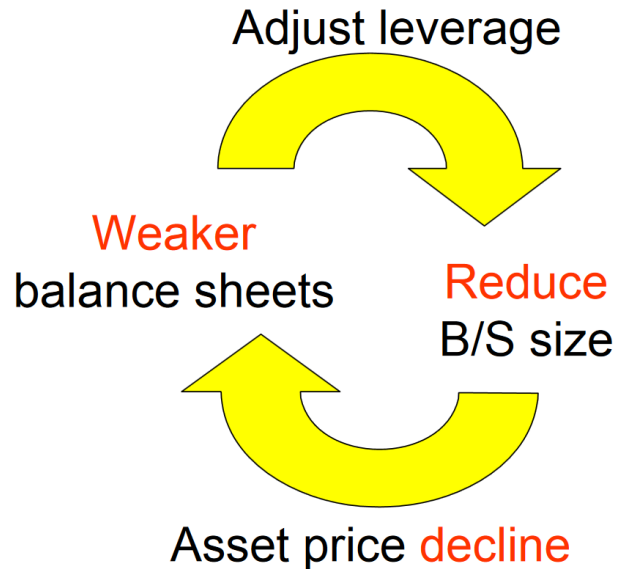 Adjust leverage
Weaker
balance sheets
Reduce
B/S size
Asset price decline